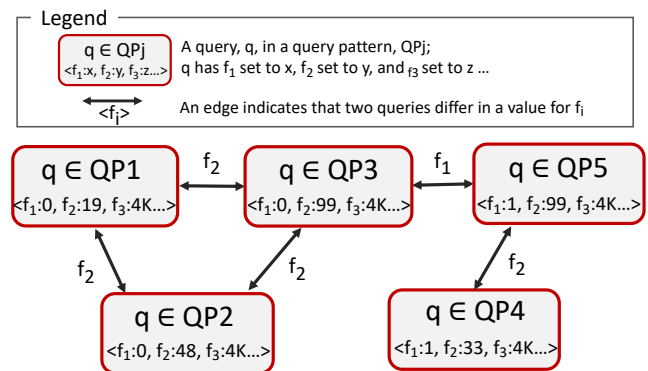 Legend
q ∈ QPj
<f₁:x, f₂:y, f₃:z...>
A query, q, in a query pattern, QPj;
q has f₁ set to x, f₂ set to y, and f3 set to z ...
<fᵢ>
An edge indicates that two queries differ in a value for fᵢ
q ∈ QP1
<f₁:0, f₂:19, f₃:4K...>
f₂
q ∈ QP3
<f₁:0, f₂:99, f₃:4K...>
f₁
q ∈ QP5
<f₁:1, f₂:99, f₃:4K...>
f₂
f₂
f₂
q ∈ QP2
<f₁:0, f₂:48, f₃:4K...>
q ∈ QP4
<f₁:1, f₂:33, f₃:4K...>